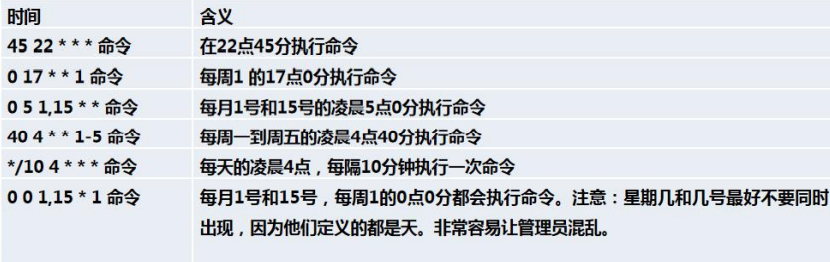 时间 含义
45 22 * * * 命令 在22点45分执行命令
0 17 * * 1 命令 每周1 的17点0分执行命令
0 5 1,15 * * 命令 每月1号和15号的凌晨5点0分执行命令
40 4 * * 1-5 命令 每周一到周五的凌晨4点40分执行命令
*/10 4 * * * 命令 每天的凌晨4点，每隔10分钟执行一次命令
0 0 1,15 * 1 命令 每月1号和15号，每周1的0点0分都会执行命令。注意：星期几和几号最好不要同时
出现，因为他们定义的都是天。非常容易让管理员混乱。